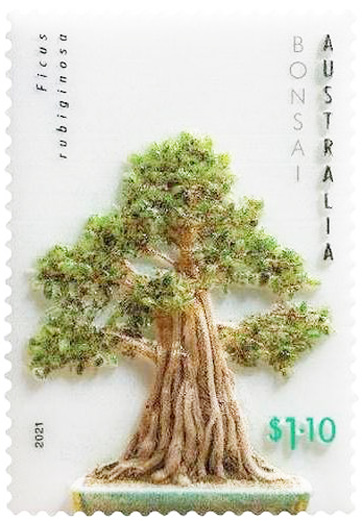 Ficus
rubiginosa
BONSAI
AUSTRALIA
$1·10
2021